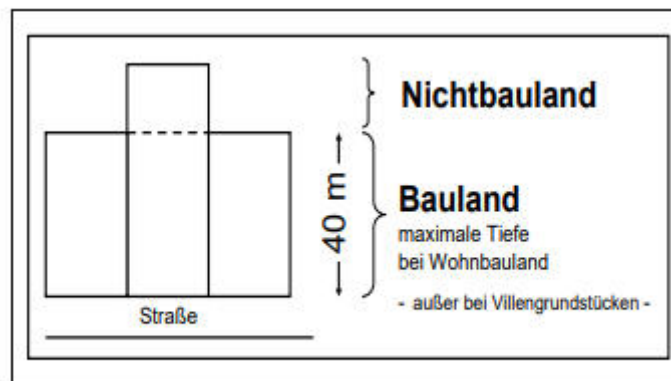 Nichtbauland
40 m
Bauland
maximale Tiefe
bei Wohnbauland
- außer bei Villengrundstücken -
Straße